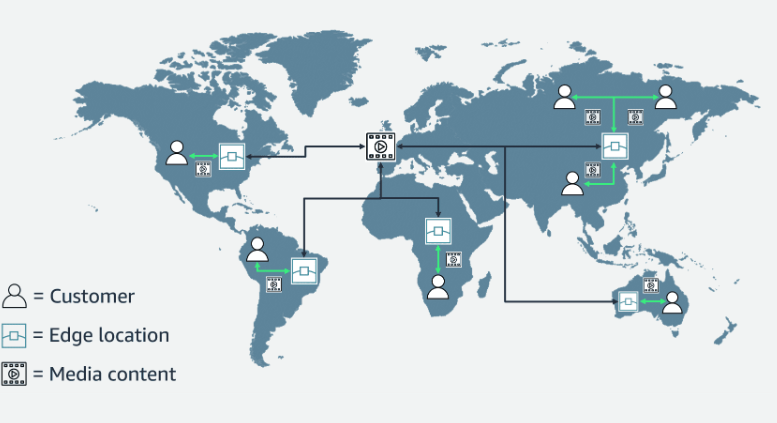 = Customer
= Edge location
= Media content